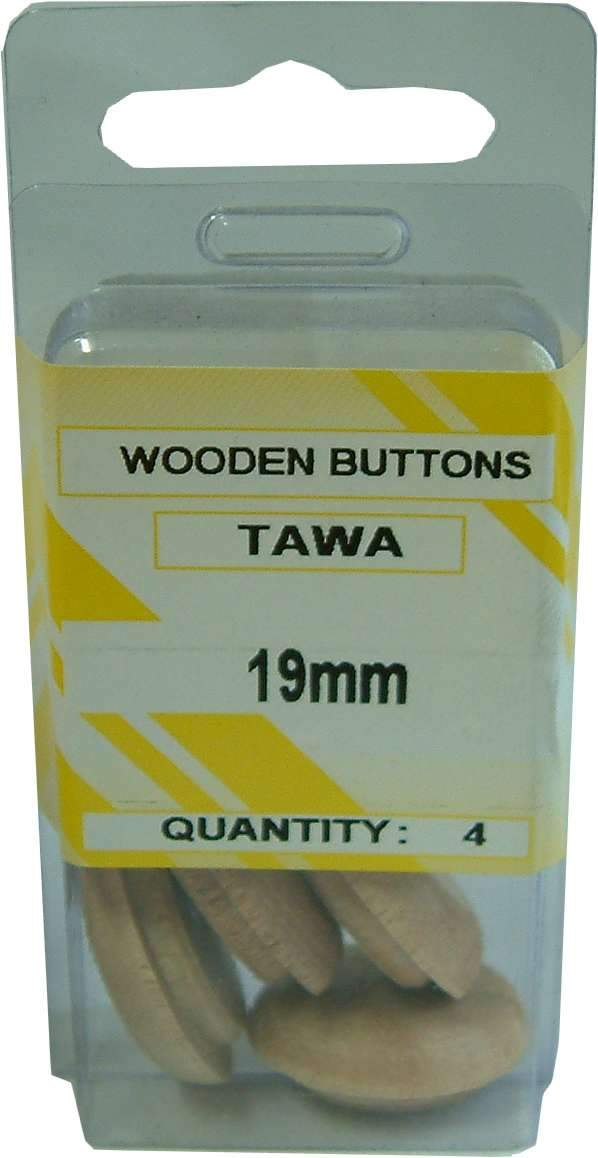 WOODEN BUTTONS
TAWA
19mm
QUANTITY: 4